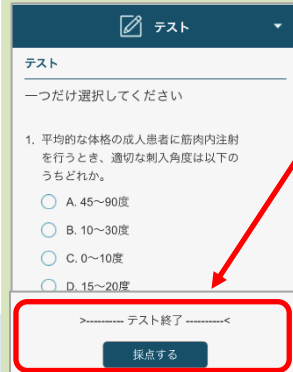 テスト
テスト
一つだけ選択してください
1. 平均的な体格の成人患者に筋肉内注射
を行うとき、適切な刺入角度は以下の
うちどれか。
A. 45～90度
B. 10～30度
C. 0～10度
D. 15～20度
>---------- テスト終了 ----------<
採点する